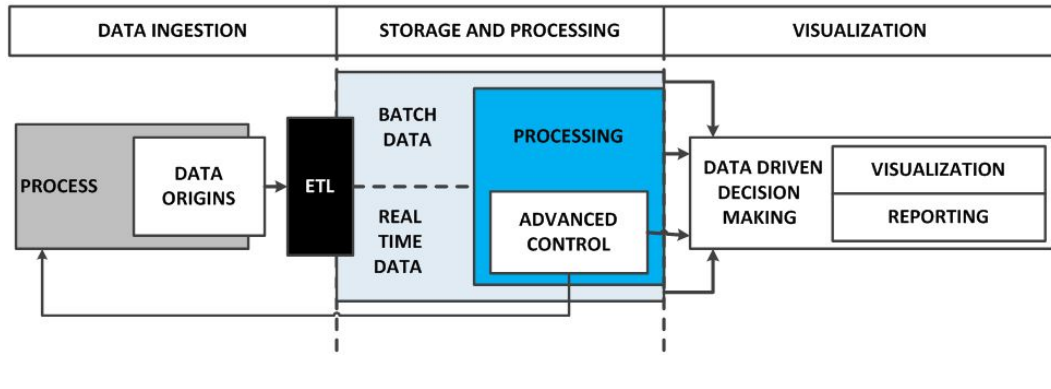 DATA INGESTION
STORAGE AND PROCESSING
VISUALIZATION
PROCESS
DATA
ORIGINS
ETL
BATCH
DATA
REAL
TIME
DATA
PROCESSING
ADVANCED
CONTROL
DATA DRIVEN
DECISION
MAKING
VISUALIZATION
REPORTING